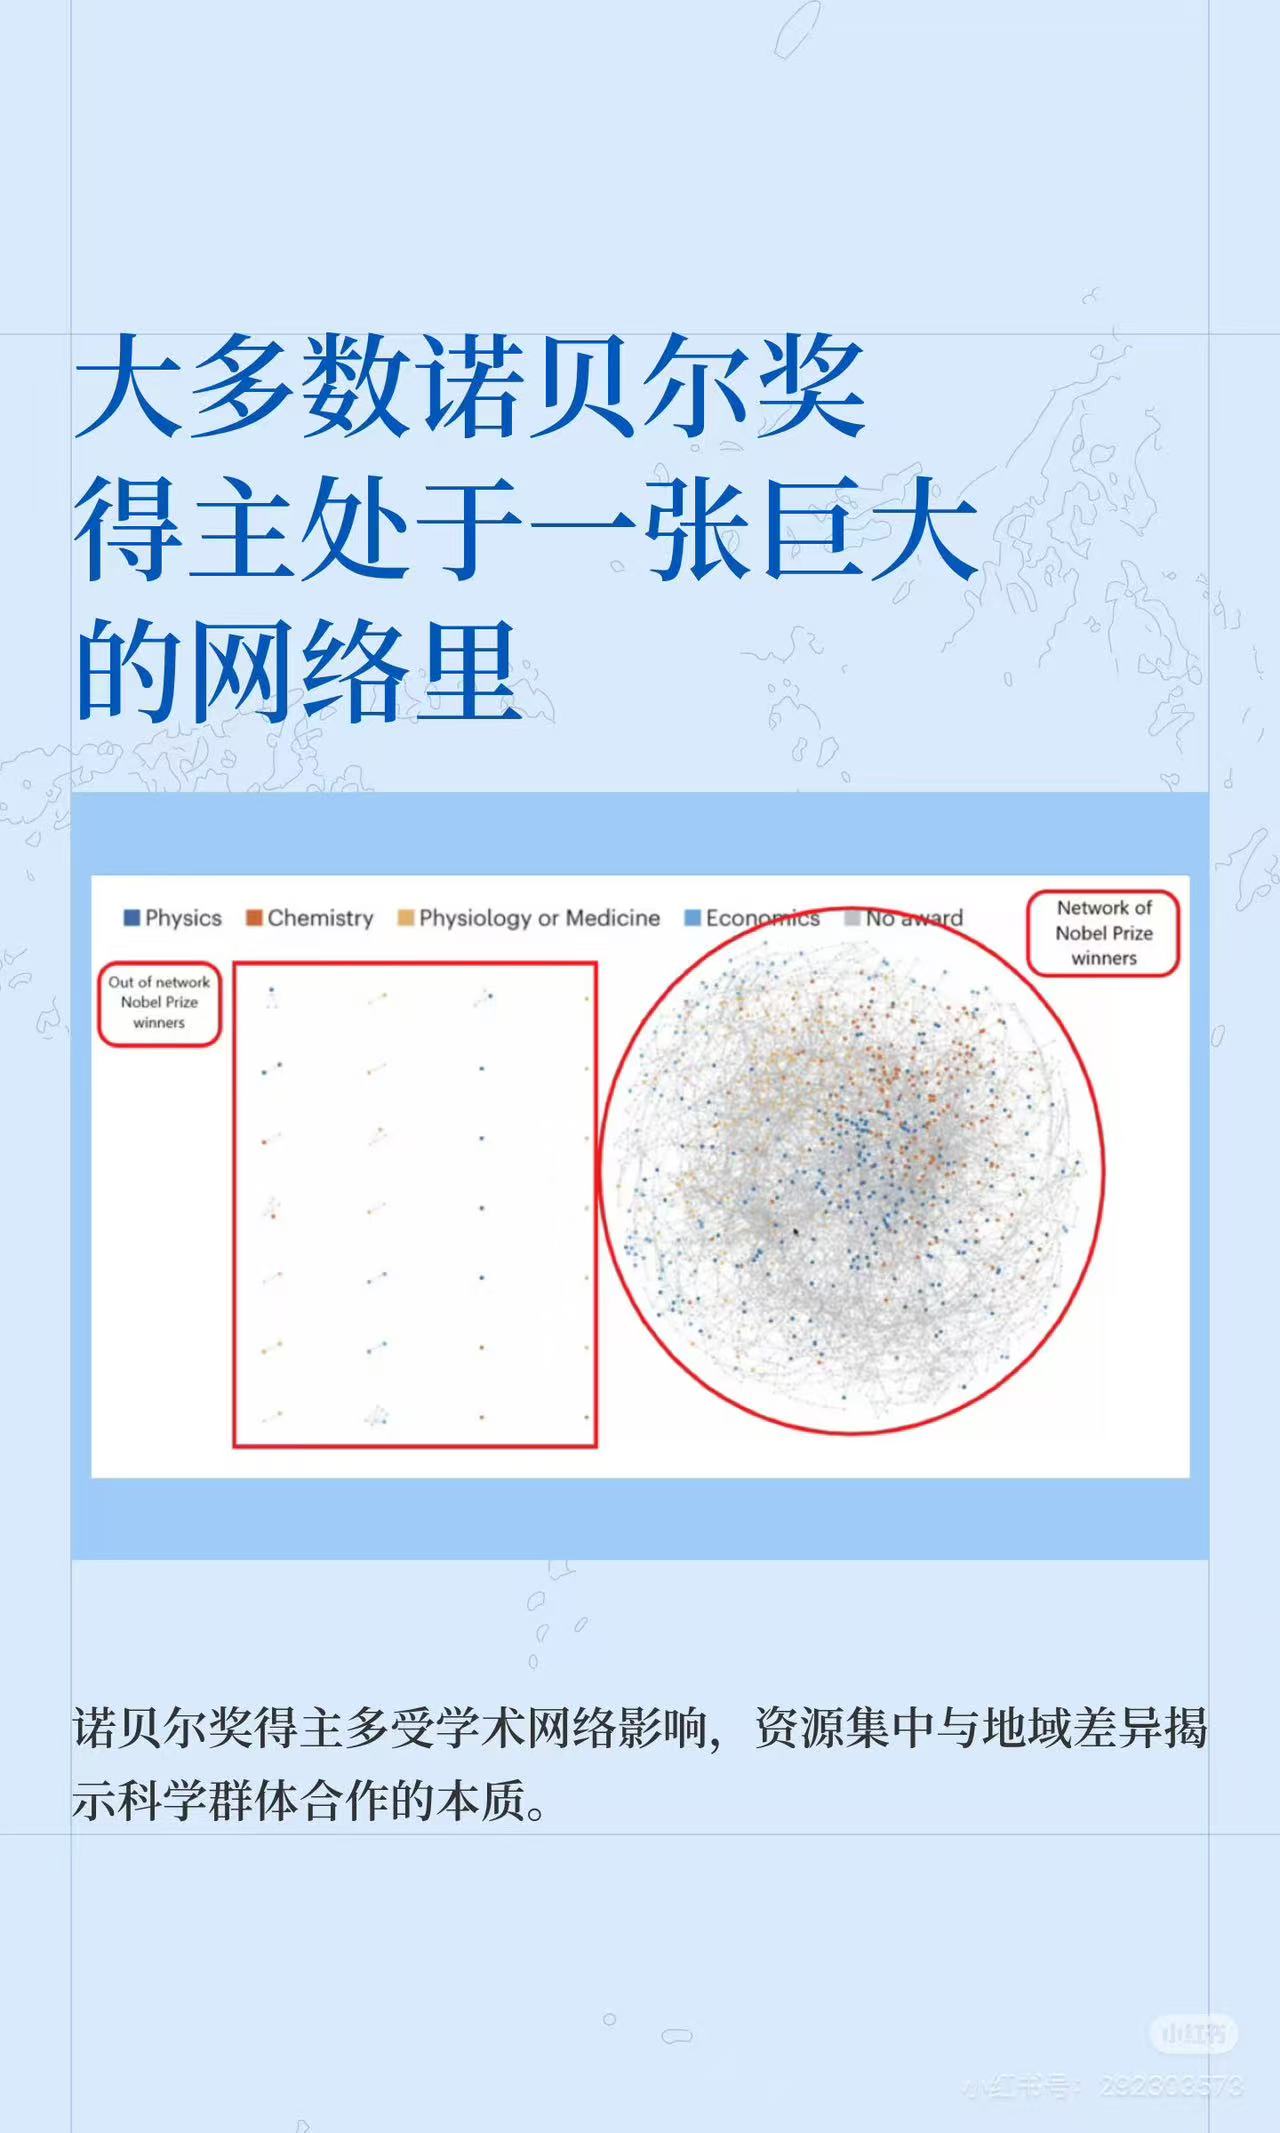 大多数诺贝尔奖
得主处于一张巨大
的网络里
Physics Chemistry Physiology or Medicine Economics No award
Network of
Nobel Prize
winners
Out of network
Nobel Prize
winners
诺贝尔奖得主多受学术网络影响，资源集中与地域差异揭
示科学群体合作的本质。
小红书
小红书号：292303573